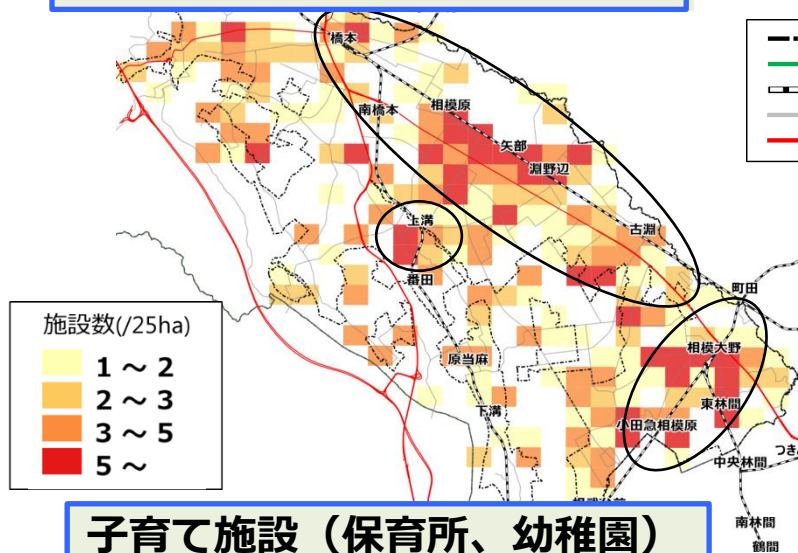 橋本
南橋本
相模原
矢部
淵野辺
上溝
古淵
番田
町田
施設数(/25ha)
1 ～ 2
2 ～ 3
3 ～ 5
5 ～
原当麻
相模大野
下溝
東林間
小田急相模原
中央林間
南林間
鶴間
子育て施設（保育所、幼稚園）